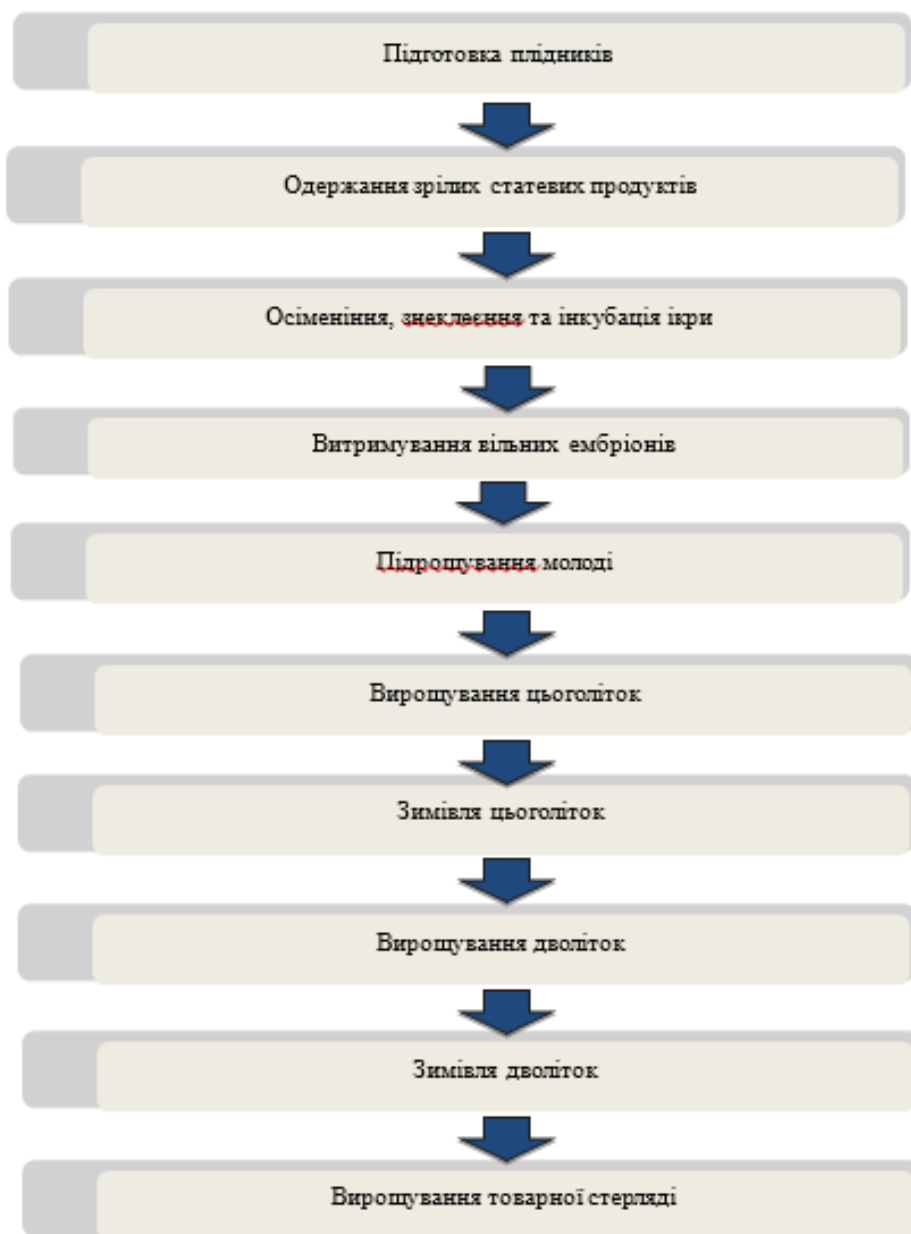 Підготовка плідників
Одержання зрілих статевих продуктів
Осіменіння, знеклеєння та інкубація ікри
Витримування вільних ембріонів
Підрощування молоді
Вирощування цьоголіток
Зимівля цьоголіток
Вирощування дволіток
Зимівля дволіток
Вирощування товарної стерляді